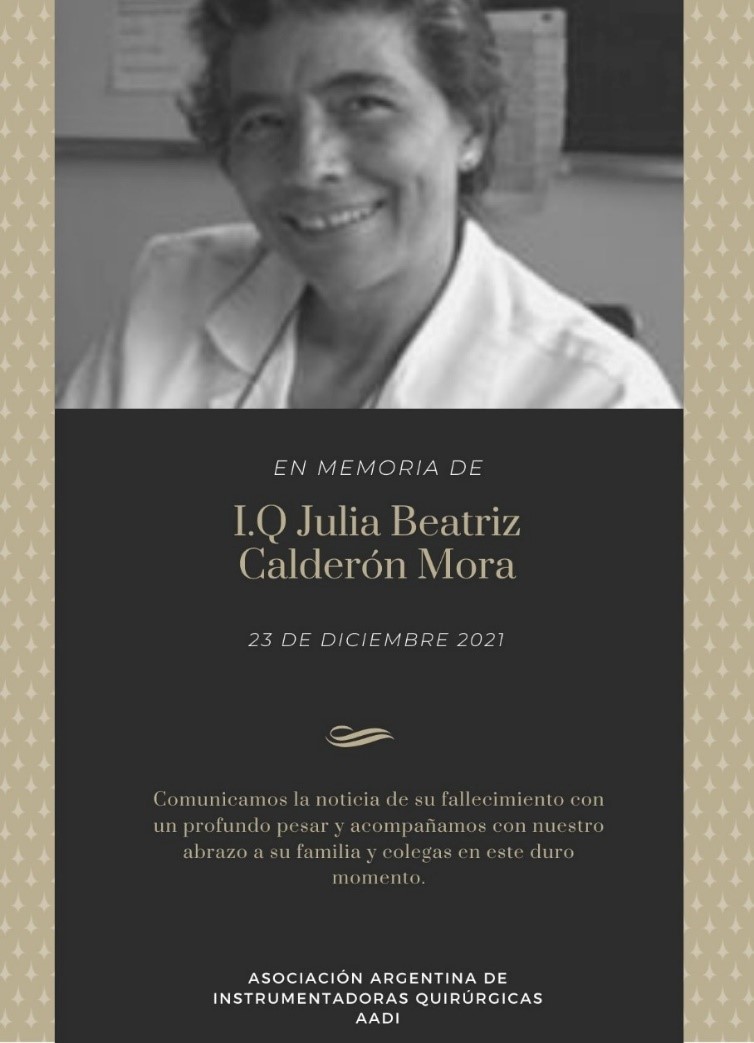 EN MEMORIA DE
I.Q Julia Beatriz
Calderón Mora
23 DE DICIEMBRE 2021
Comunicamos la noticia de su fallecimiento con
un profundo pesar y acompañamos con nuestro
abrazo a su familia y colegas en este duro
momento.
ASOCIACIÓN ARGENTINA DE
INSTRUMENTADORAS QUIRÚRGICAS
AADI